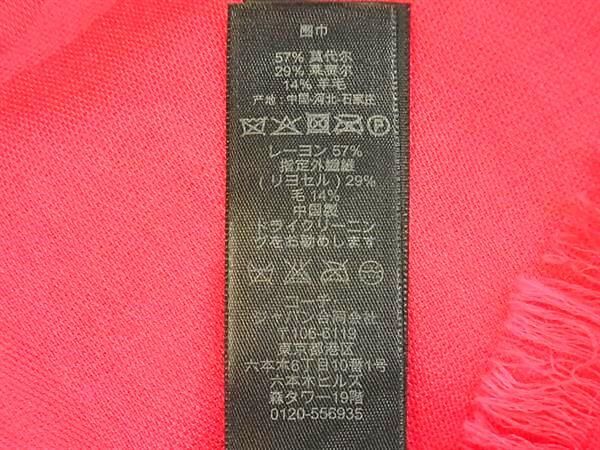 围巾
57% 莫代尔
29% 莱赛尔
14% 羊毛
产地:中国·河北·石家庄
レーヨン 57%
指定外繊維
(リヨセル)29%
毛 14%
中国製
ドライクリーニン
グをお勧めします
コーチ・
ジャパン合同会社
〒106-6119
東京都港区
六本木6丁目10番1号
六本木ヒルズ
森タワー19階
0120-556935